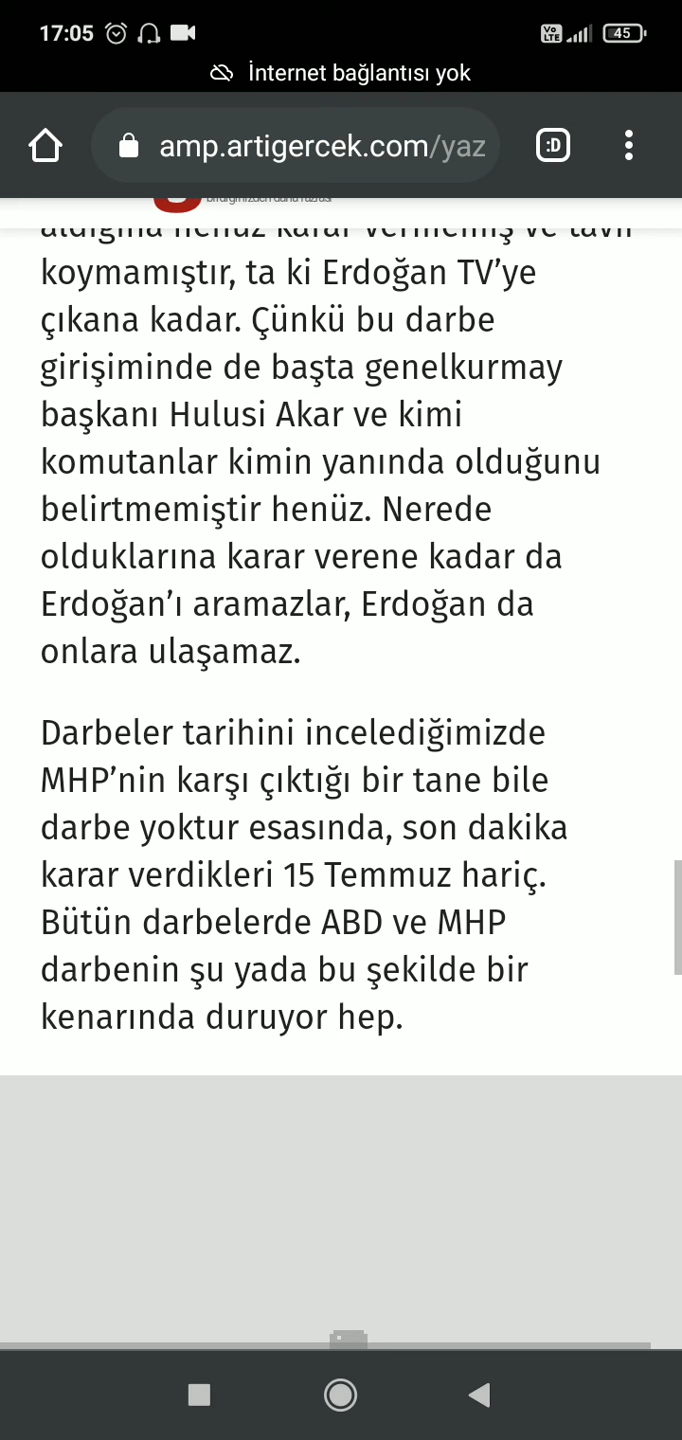 17:05
45
İnternet bağlantısı yok
amp.artigercek.com/yaz
:D
henüz karar vermemiş ve
koymamıştır, ta ki Erdoğan TV’ye
çıkana kadar. Çünkü bu darbe
girişiminde de başta genelkurmay
başkanı Hulusi Akar ve kimi
komutanlar kimin yanında olduğunu
belirtmemiştir henüz. Nerede
olduklarına karar verene kadar da
Erdoğan’ı aramazlar, Erdoğan da
onlara ulaşamaz.
Darbeler tarihini incelediğimizde
MHP’nin karşı çıktığı bir tane bile
darbe yoktur esasında, son dakika
karar verdikleri 15 Temmuz hariç.
Bütün darbelerde ABD ve MHP
darbenin şu yada bu şekilde bir
kenarında duruyor hep.